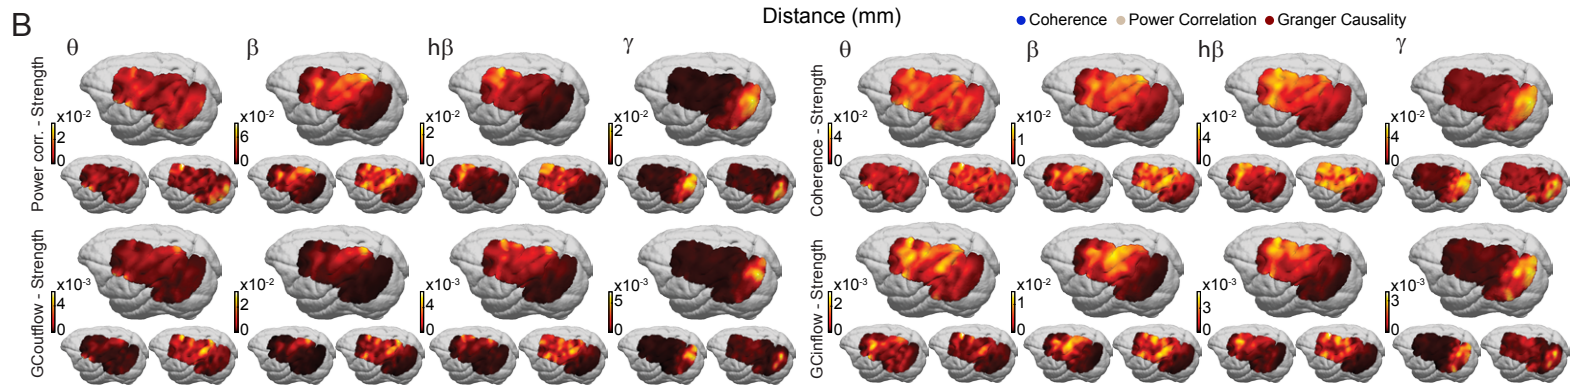 B
Distance (mm)
Coherence Power Correlation Granger Causality
θ β hβ γ θ β hβ γ
Power corr. - Strength
x10-2 2 0
x10-2 6 0
x10-2 2 0
x10-2 2 0
Coherence - Strength
x10-2 4 0
x10-2 1 0
x10-2 4 0
x10-2 4 0
GCoutflow - Strength
x10-3 4 0
x10-2 2 0
x10-3 4 0
x10-3 5 0
GCinflow - Strength
x10-3 2 0
x10-2 1 0
x10-3 3 0
x10-3 3 0